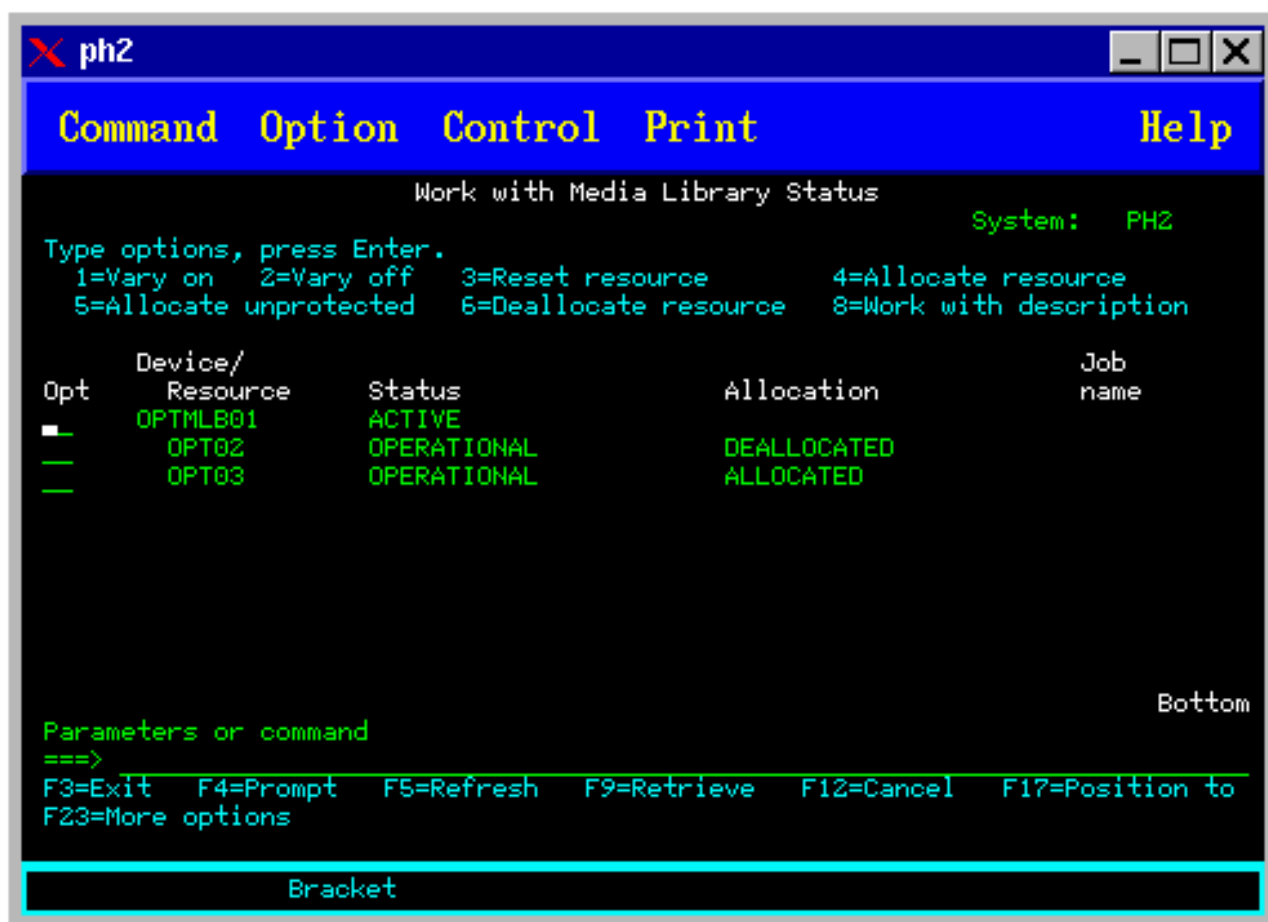 ph2
Command Option Control Print Help
Work with Media Library Status
System: PH2
Type options, press Enter.
1=Vary on 2=Vary off 3=Reset resource 4=Allocate resource
5=Allocate unprotected 6=Deallocate resource 8=Work with description
Device/ Job
Opt Resource Status Allocation name
OPTMLB01 ACTIVE
OPT02 OPERATIONAL DEALLOCATED
OPT03 OPERATIONAL ALLOCATED
Bottom
Parameters or command
===>
F3=Exit F4=Prompt F5=Refresh F9=Retrieve F12=Cancel F17=Position to
F23=More options
Bracket